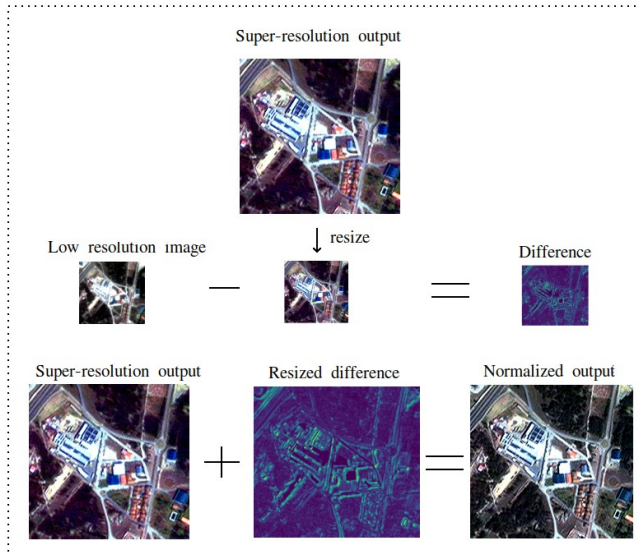 Super-resolution output
resize
Low resolution image
Difference
Super-resolution output
Resized difference
Normalized output